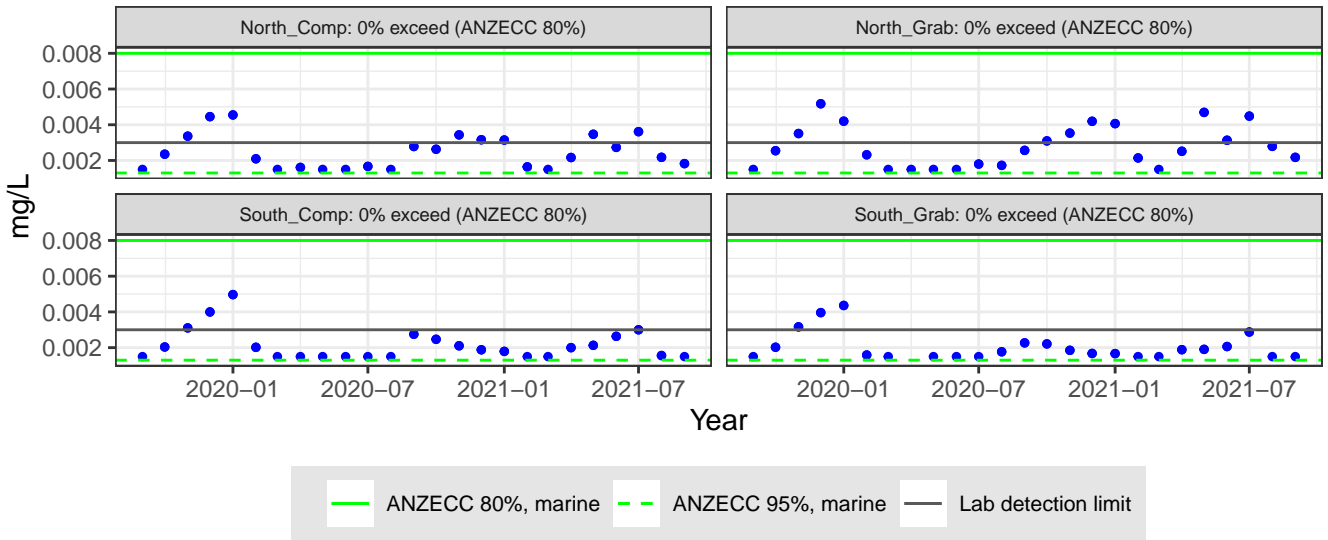 North_Comp: 0% exceed (ANZECC 80%)
North_Grab: 0% exceed (ANZECC 80%)
0.008
0.006
0.004
0.002
mg/L
South_Comp: 0% exceed (ANZECC 80%)
South_Grab: 0% exceed (ANZECC 80%)
0.008
0.006
0.004
0.002
2020−01
2020−07
2021−01
2021−07
2020−01
2020−07
2021−01
2021−07
Year
ANZECC 80%, marine
ANZECC 95%, marine
Lab detection limit